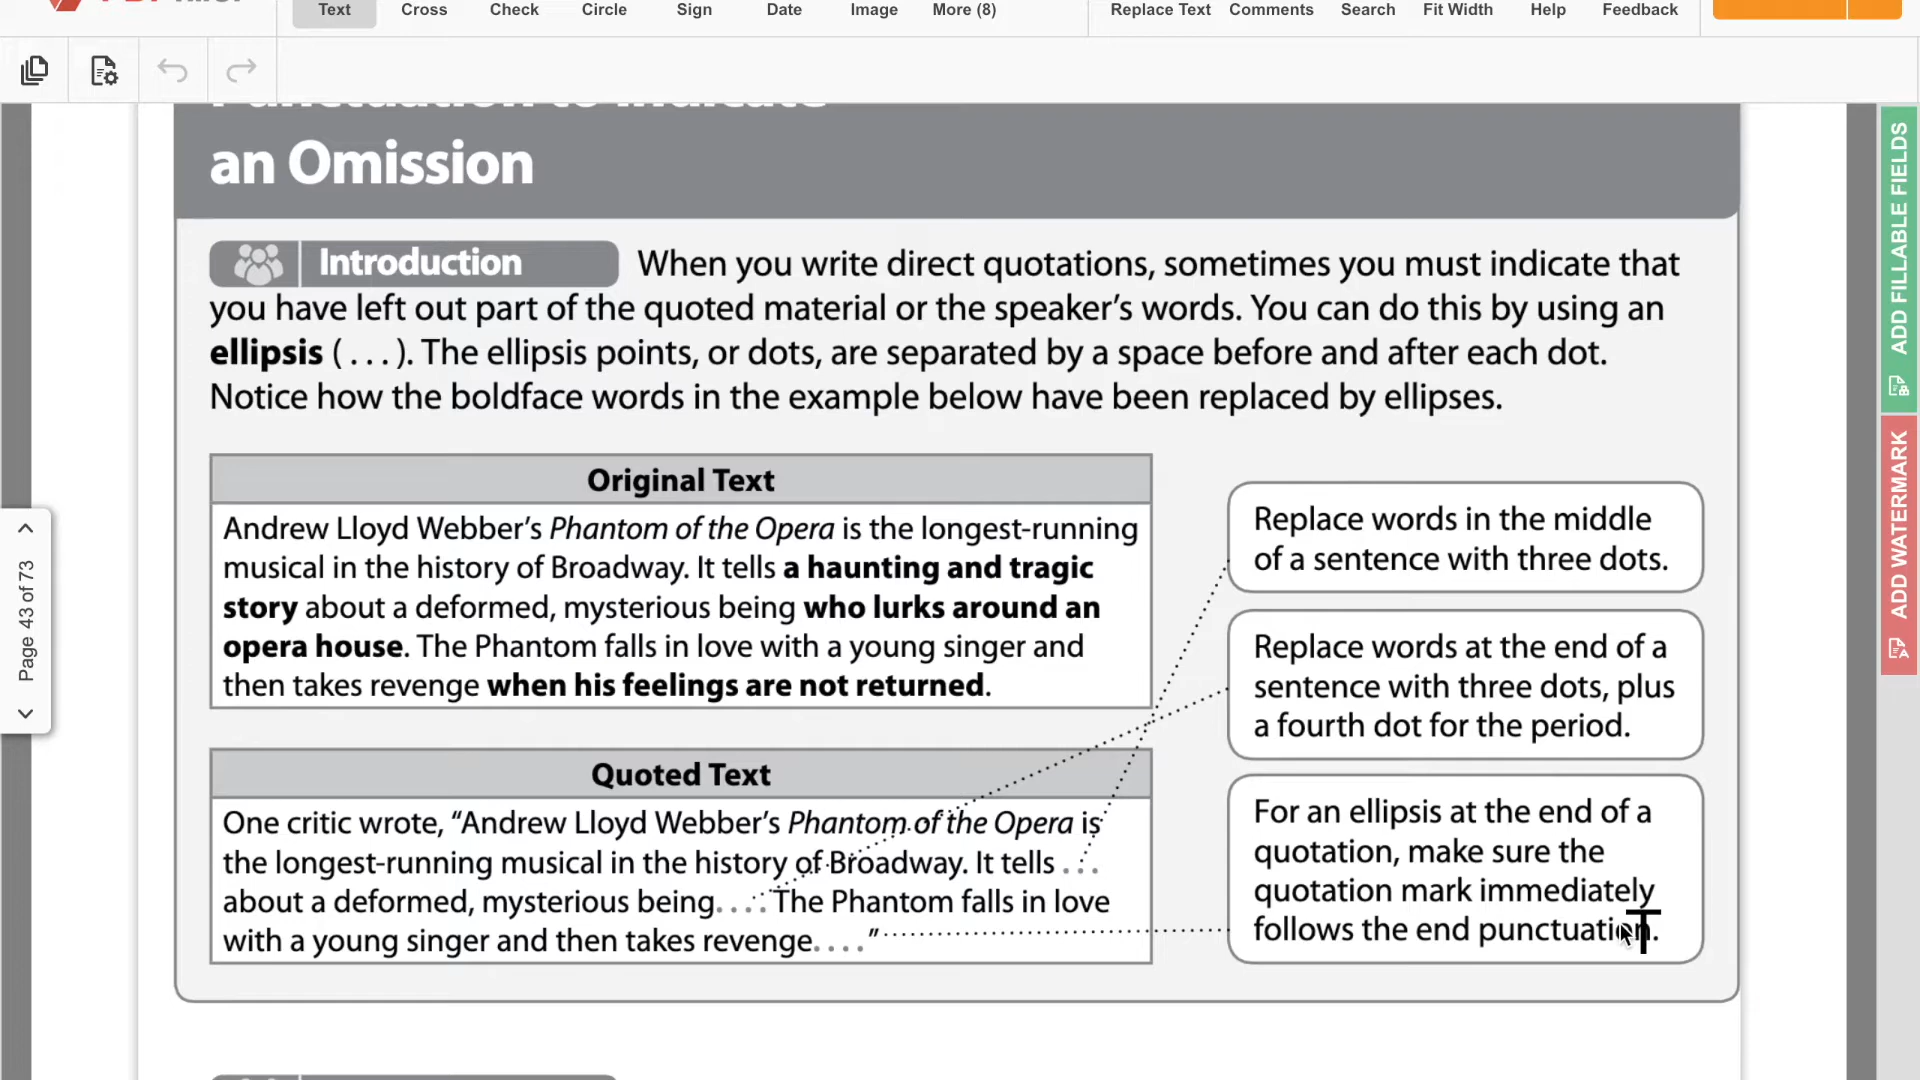 Text Cross Check Circle Sign Date Image More (8) Replace Text Comments Search Fit Width Help Feedback
an Omission
Introduction When you write direct quotations, sometimes you must indicate that
you have left out part of the quoted material or the speaker’s words. You can do this by using an
ellipsis (...). The ellipsis points, or dots, are separated by a space before and after each dot.
Notice how the boldface words in the example below have been replaced by ellipses.
Original Text
Andrew Lloyd Webber’s Phantom of the Opera is the longest-running
musical in the history of Broadway. It tells a haunting and tragic
story about a deformed, mysterious being who lurks around an
opera house. The Phantom falls in love with a young singer and
then takes revenge when his feelings are not returned.
Quoted Text
One critic wrote, “Andrew Lloyd Webber’s Phantom of the Opera is
the longest-running musical in the history of Broadway. It tells ...
about a deformed, mysterious being.... The Phantom falls in love
with a young singer and then takes revenge....”
Replace words in the middle
of a sentence with three dots.
Replace words at the end of a
sentence with three dots, plus
a fourth dot for the period.
For an ellipsis at the end of a
quotation, make sure the
quotation mark immediately
follows the end punctuation.
Page 43 of 73
ADD FILLABLE FIELDS
ADD WATERMARK